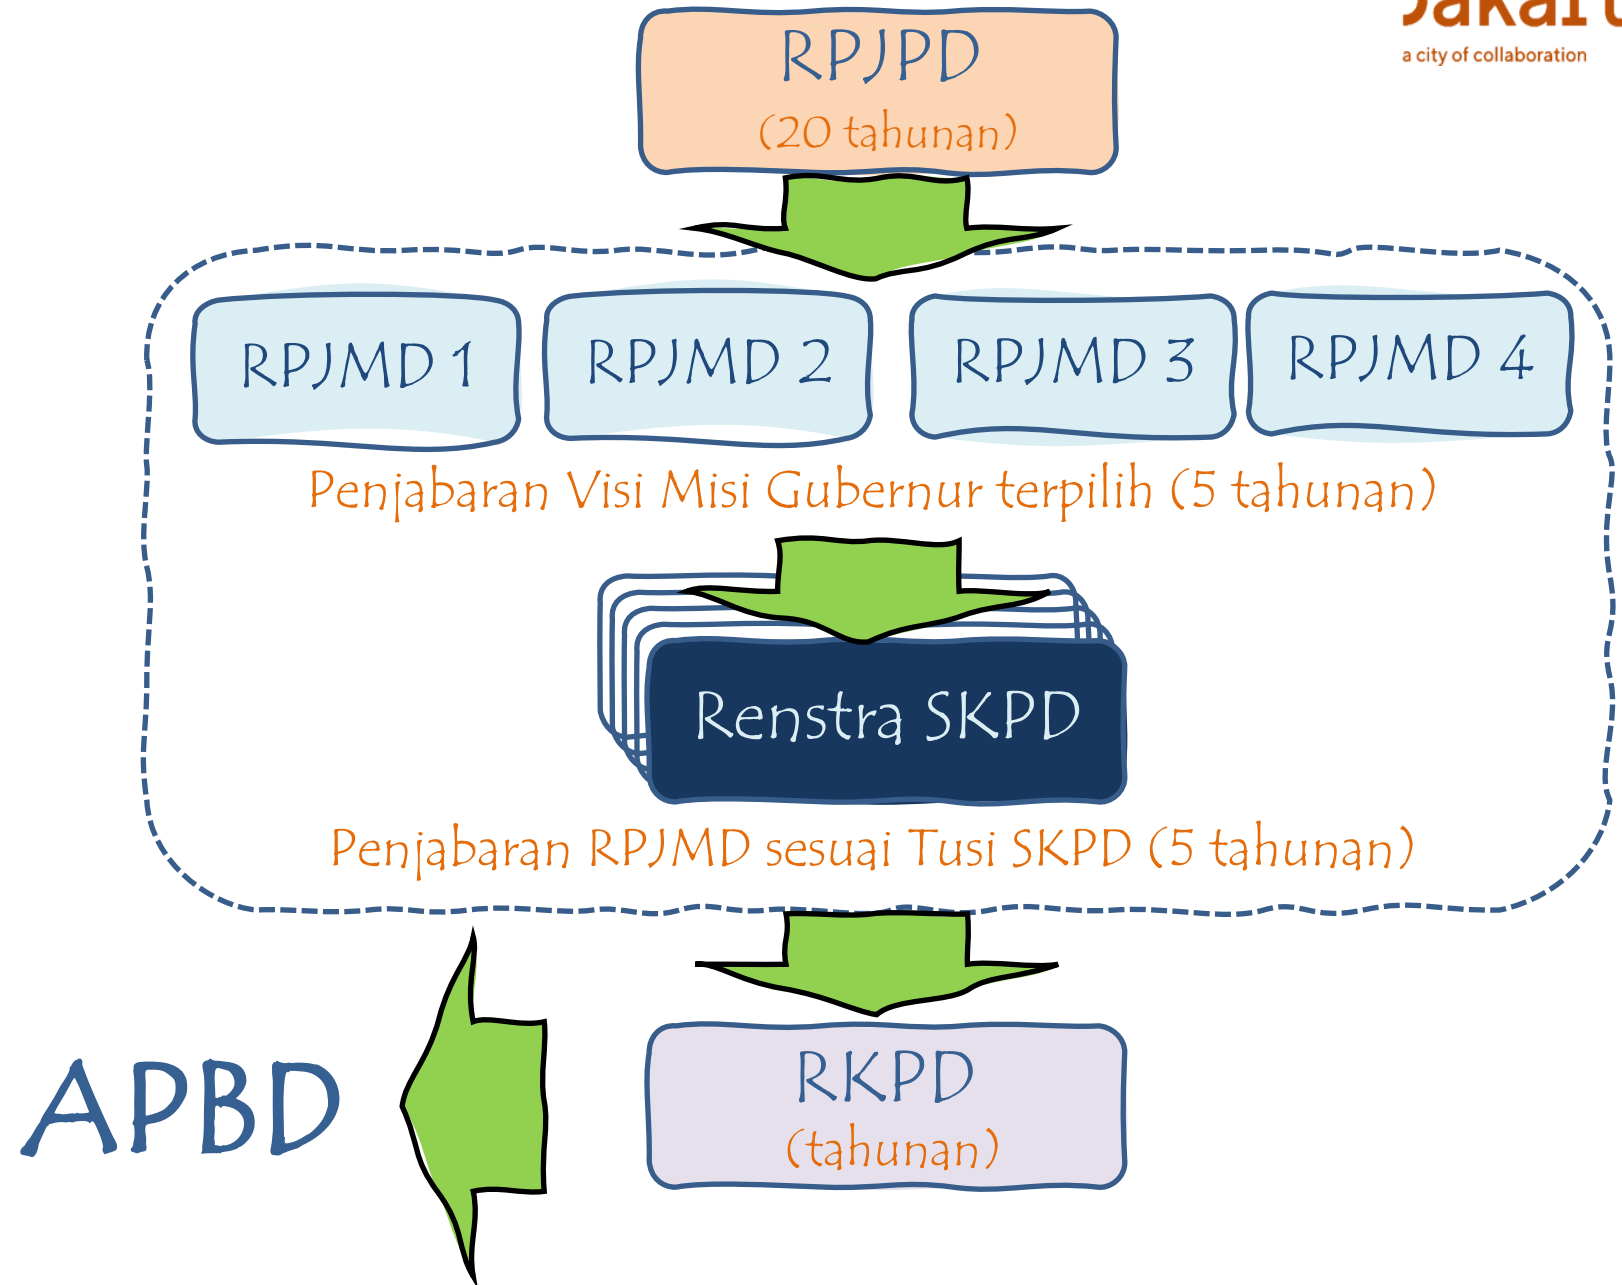 a city of collaboration
RPJPD
(20 tahunan)
RPJMD 1
RPJMD 2
RPJMD 3
RPJMD 4
Penjabaran Visi Misi Gubernur terpilih (5 tahunan)
Renstra SKPD
Penjabaran RPJMD sesuai Tusi SKPD (5 tahunan)
APBD
RKPD
(tahunan)